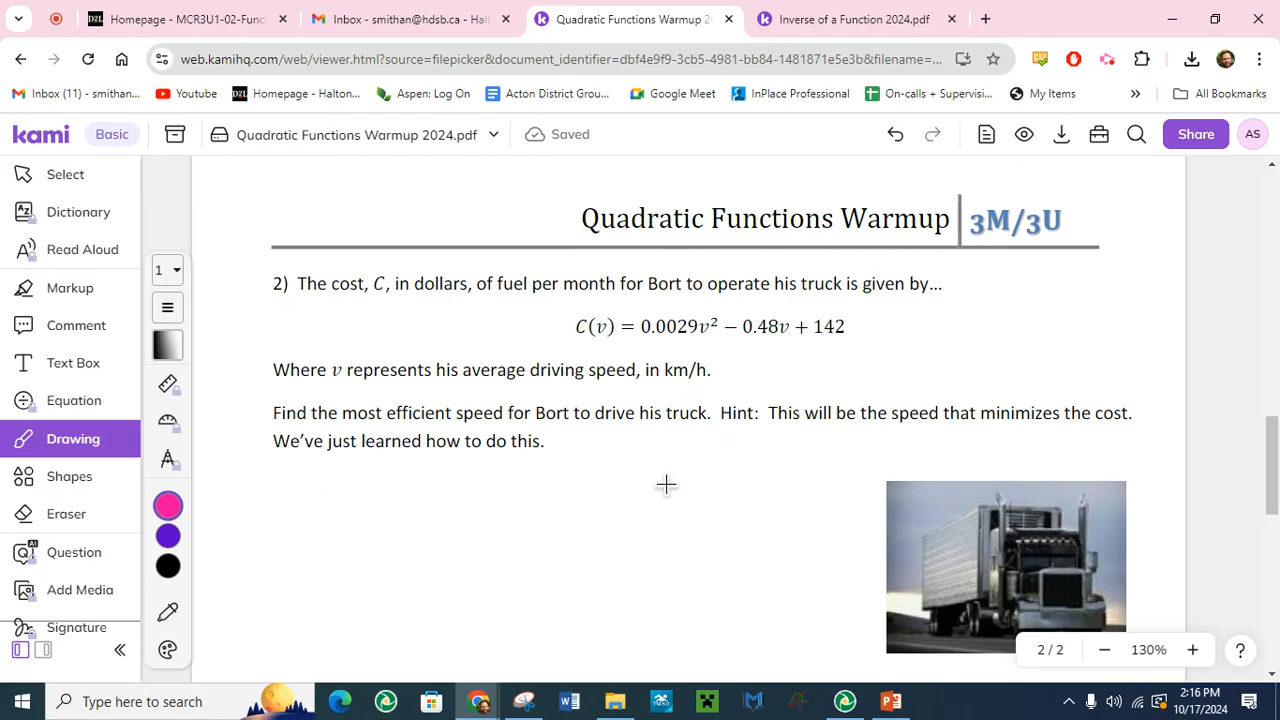 Homepage - MCR3U1-02-Func
Inbox - smithan@hdsb.ca - Halt
Quadratic Functions Warmup 2
Inverse of a Function 2024.pdf
web.kamihq.com/web/viewer.html?source=filepicker&document_identifier=dbf4e9f9-3cb5-4981-bb84-1481871e5e3b&filename=...
Inbox (11) - smithan...
Youtube
Homepage - Halton...
Aspen: Log On
Acton District Grou...
Google Meet
InPlace Professional
On-calls + Supervisi...
My Items
All Bookmarks
kami
Basic
Quadratic Functions Warmup 2024.pdf
Saved
Share
AS
Select
Dictionary
Read Aloud
Markup
Comment
Text Box
Equation
Drawing
Shapes
Eraser
Question
Add Media
Signature
1
Quadratic Functions Warmup 3M/3U
2) The cost, C, in dollars, of fuel per month for Bort to operate his truck is given by...
C(v) = 0.0029v² − 0.48v + 142
Where v represents his average driving speed, in km/h.
Find the most efficient speed for Bort to drive his truck. Hint: This will be the speed that minimizes the cost.
We've just learned how to do this.
2 / 2
130%
Type here to search
2:16 PM
10/17/2024